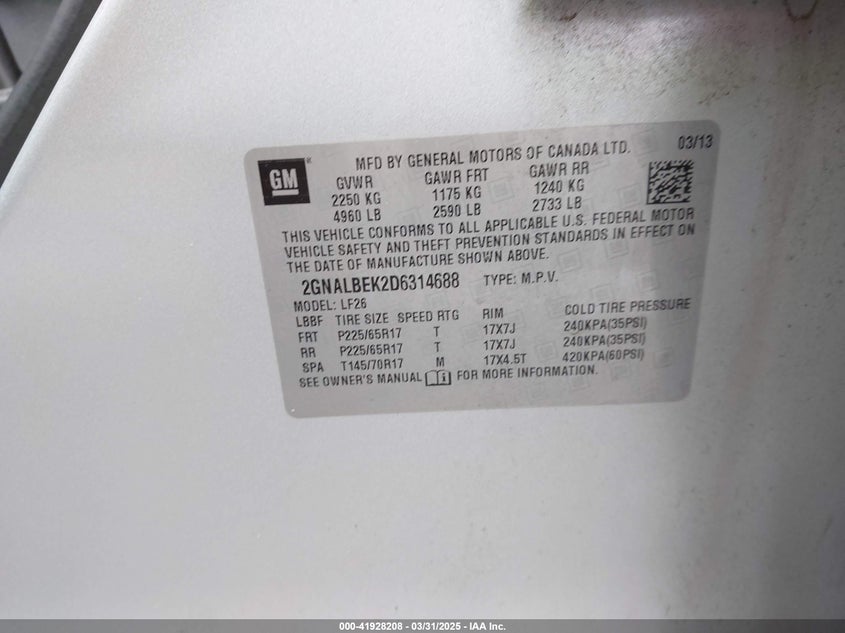 GM
®
MFD BY GENERAL MOTORS OF CANADA LTD. 03/13
GVWR GAWR FRT GAWR RR
2250 KG 1175 KG 1240 KG
4960 LB 2590 LB 2733 LB
THIS VEHICLE CONFORMS TO ALL APPLICABLE U.S. FEDERAL MOTOR
VEHICLE SAFETY AND THEFT PREVENTION STANDARDS IN EFFECT ON
THE DATE OF MANUFACTURE SHOWN ABOVE.
2GNALBEK2D6314688 TYPE: M.P.V.
MODEL: LF26
LBBF TIRE SIZE SPEED RTG RIM COLD TIRE PRESSURE
FRT P225/65R17 T 17X7J 240KPA(35PSI)
RR P225/65R17 T 17X7J 240KPA(35PSI)
SPA T145/70R17 M 17X4.5T 420KPA(60PSI)
SEE OWNER'S MANUAL FOR MORE INFORMATION.
000-41928208 - 03/31/2025 - IAA Inc.